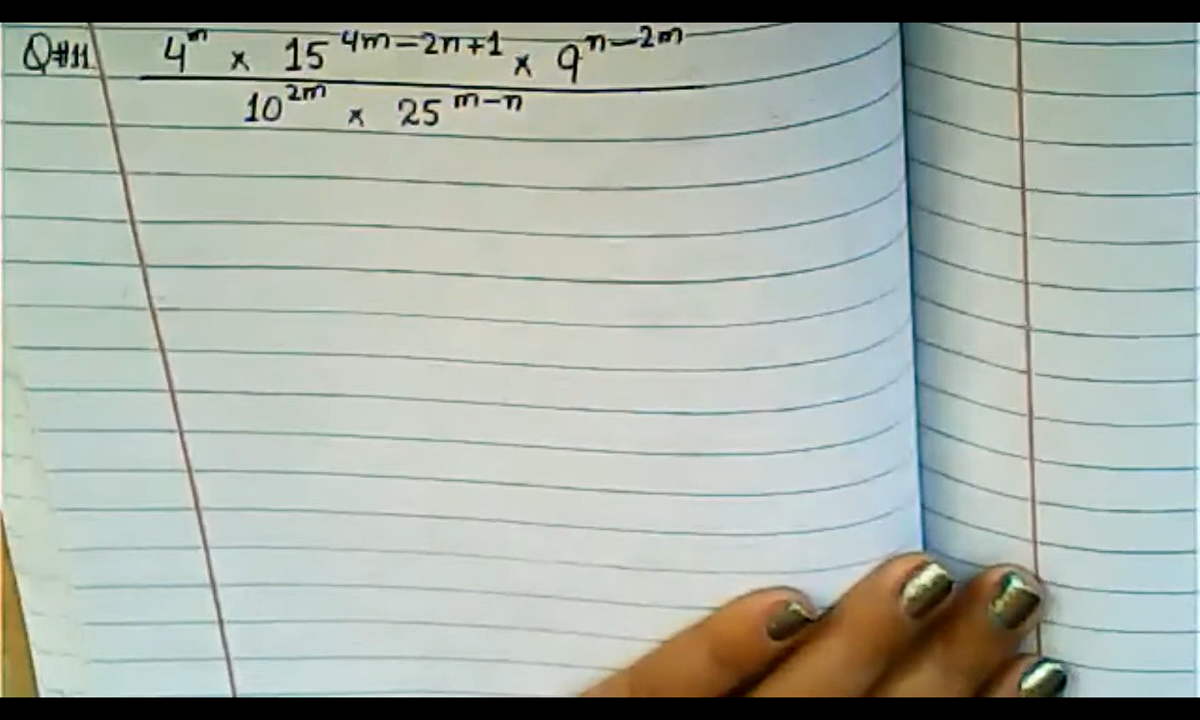 Q#11 4^m × 15^(4m-2n+1) × 9^(n-2m)
10^(2m) × 25^(m-n)